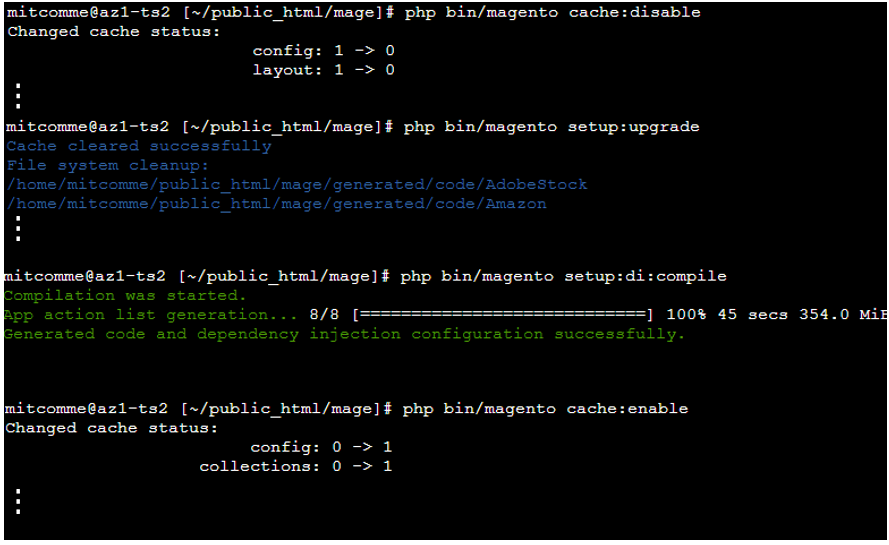 mitcomme@az1-ts2 [~/public_html/mage]# php bin/magento cache:disable
Changed cache status:
config: 1 -> 0
layout: 1 -> 0
mitcomme@az1-ts2 [~/public_html/mage]# php bin/magento setup:upgrade
Cache cleared successfully
File system cleanup:
/home/mitcomme/public_html/mage/generated/code/AdobeStock
/home/mitcomme/public_html/mage/generated/code/Amazon
mitcomme@az1-ts2 [~/public_html/mage]# php bin/magento setup:di:compile
Compilation was started.
App action list generation... 8/8 [============================] 100% 45 secs 354.0 MiB
Generated code and dependency injection configuration successfully.
mitcomme@az1-ts2 [~/public_html/mage]# php bin/magento cache:enable
Changed cache status:
config: 0 -> 1
collections: 0 -> 1